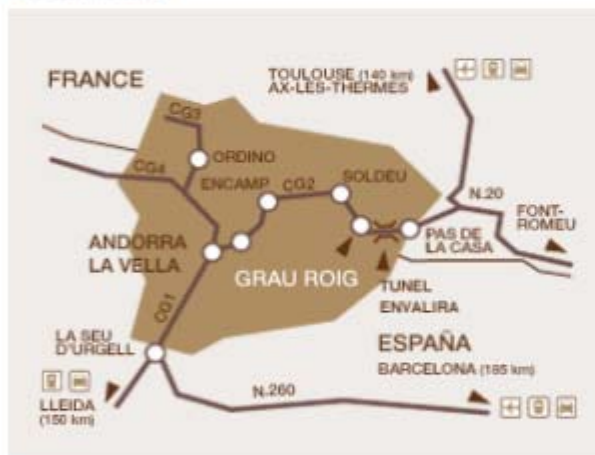 TOULOUSE (140 km)
AX-LES-THERMES
FRANCE
CG3
ORDINO
CG4
ENCAMP
CG2
SOLDEU
N.20
FONT-
ROMEU
PAS DE
LA CASA
ANDORRA
LA VELLA
GRAU ROIG
TUNEL
ENVALIRA
CG1
LA SEU
D'URGELL
ESPAÑA
BARCELONA (185 km)
N.260
LLEIDA
(150 km)